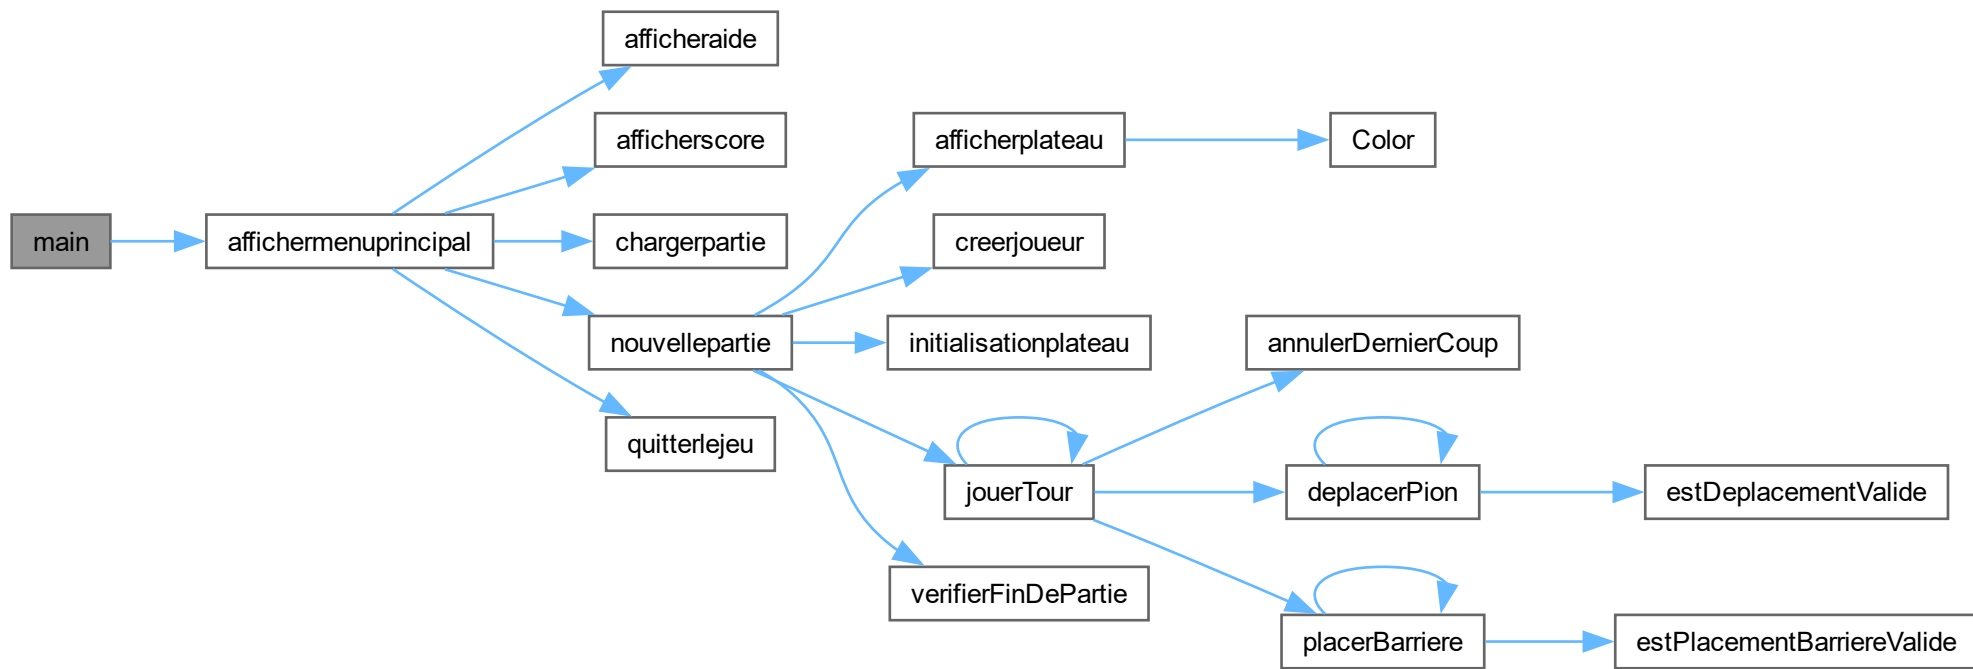 main
affichermenuprincipal
afficheraide
afficherscore
chargerpartie
nouvellepartie
quitterlejeu
afficherplateau
creerjoueur
initialisationplateau
jouerTour
verifierFinDePartie
Color
annulerDernierCoup
deplacerPion
placerBarriere
estDeplacementValide
estPlacementBarriereValide